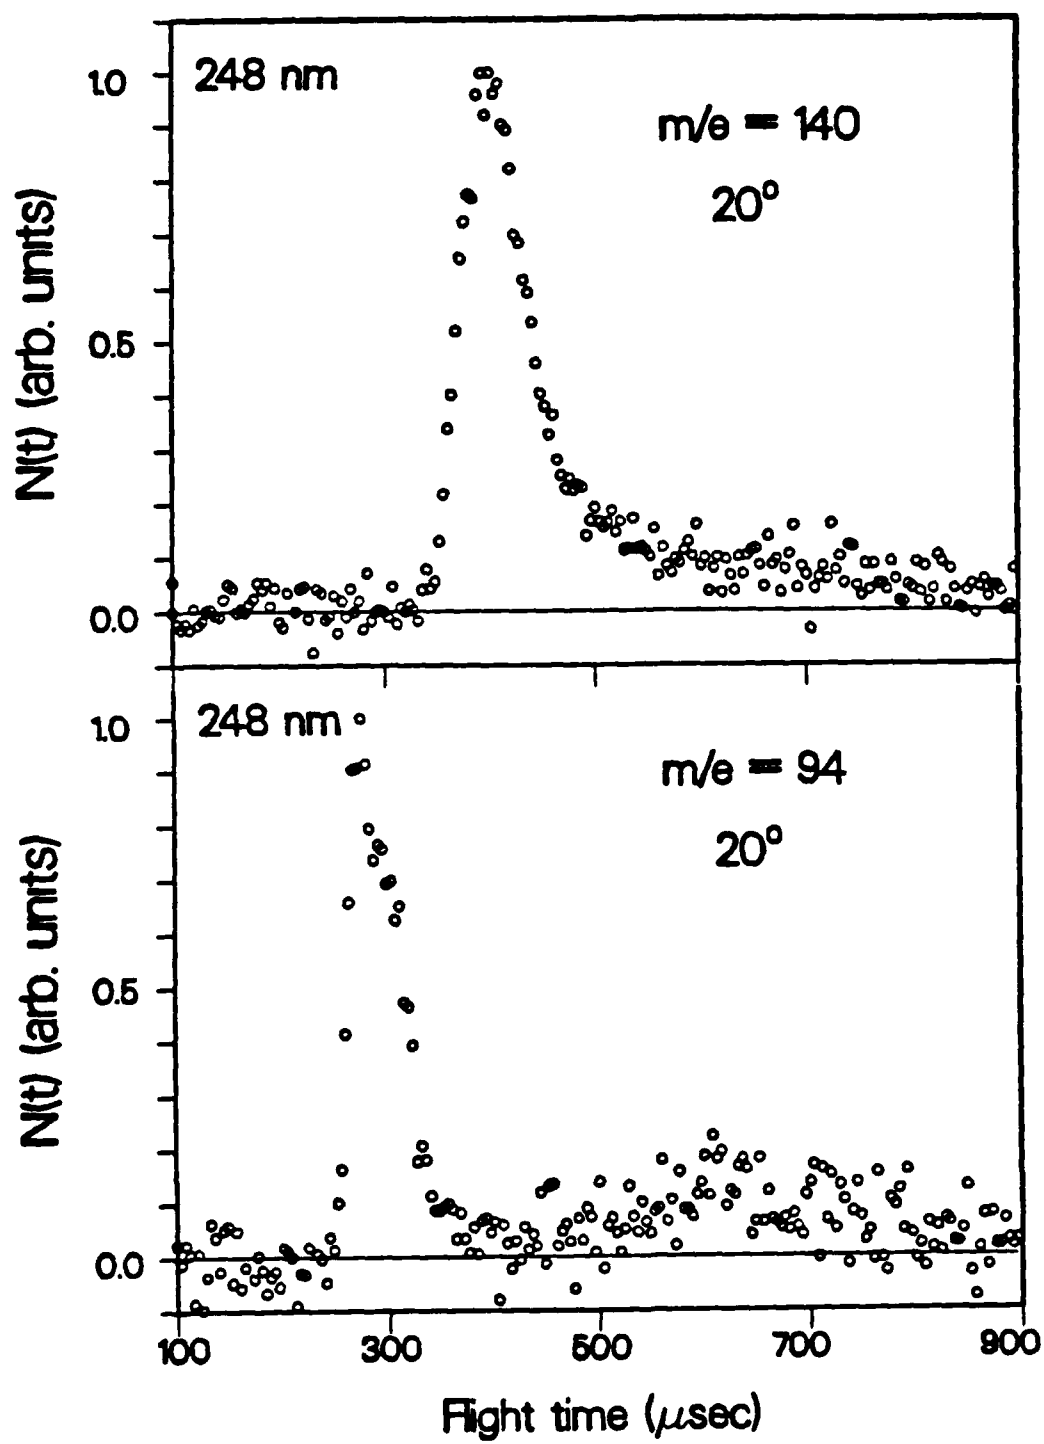 248 nm
m/e = 140
20°
1.0
0.5
0.0
N(t) (arb. units)
248 nm
m/e = 94
20°
1.0
0.5
0.0
N(t) (arb. units)
100 300 500 700 900
Flight time (μsec)